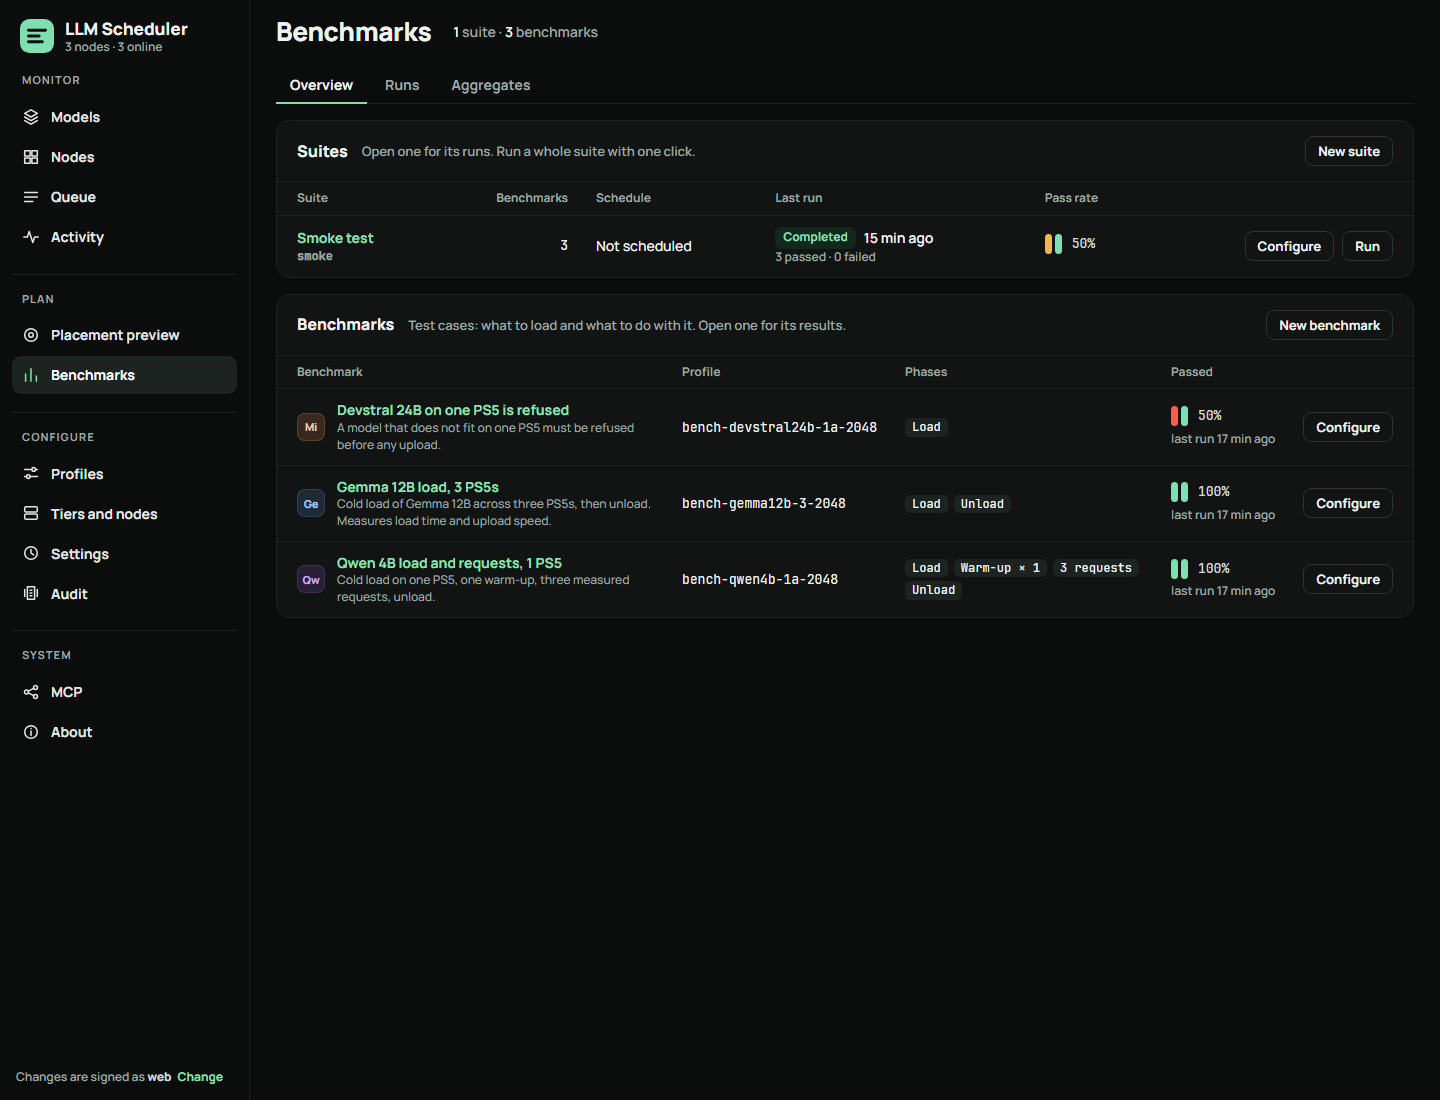 LLM Scheduler
3 nodes · 3 online
MONITOR
Models
Nodes
Queue
Activity
PLAN
Placement preview
Benchmarks
CONFIGURE
Profiles
Tiers and nodes
Settings
Audit
SYSTEM
MCP
About
Changes are signed as web Change
Benchmarks 1 suite · 3 benchmarks
Overview Runs Aggregates
Suites Open one for its runs. Run a whole suite with one click. New suite
Suite Benchmarks Schedule Last run Pass rate
Smoke test
smoke
3
Not scheduled
Completed 15 min ago
3 passed · 0 failed
50%
Configure Run
Benchmarks Test cases: what to load and what to do with it. Open one for its results. New benchmark
Benchmark Profile Phases Passed
Mi
Devstral 24B on one PS5 is refused
A model that does not fit on one PS5 must be refused
before any upload.
bench-devstral24b-1a-2048
Load
50%
last run 17 min ago
Configure
Ge
Gemma 12B load, 3 PS5s
Cold load of Gemma 12B across three PS5s, then unload.
Measures load time and upload speed.
bench-gemma12b-3-2048
Load Unload
100%
last run 17 min ago
Configure
Qw
Qwen 4B load and requests, 1 PS5
Cold load on one PS5, one warm-up, three measured
requests, unload.
bench-qwen4b-1a-2048
Load Warm-up × 1 3 requests
Unload
100%
last run 17 min ago
Configure